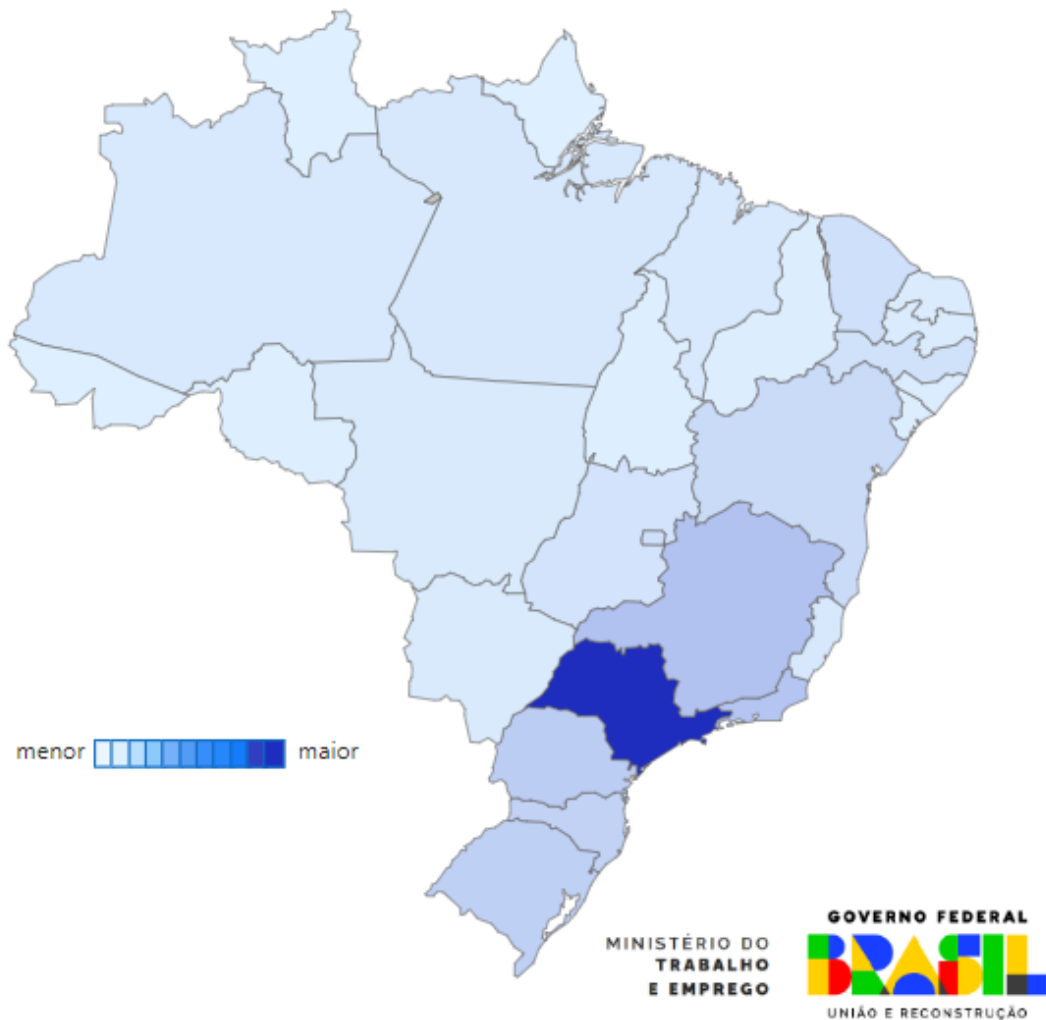 menor
maior
MINISTÉRIO DO
TRABALHO
E EMPREGO
GOVERNO FEDERAL
BRASIL
UNIÃO E RECONSTRUÇÃO